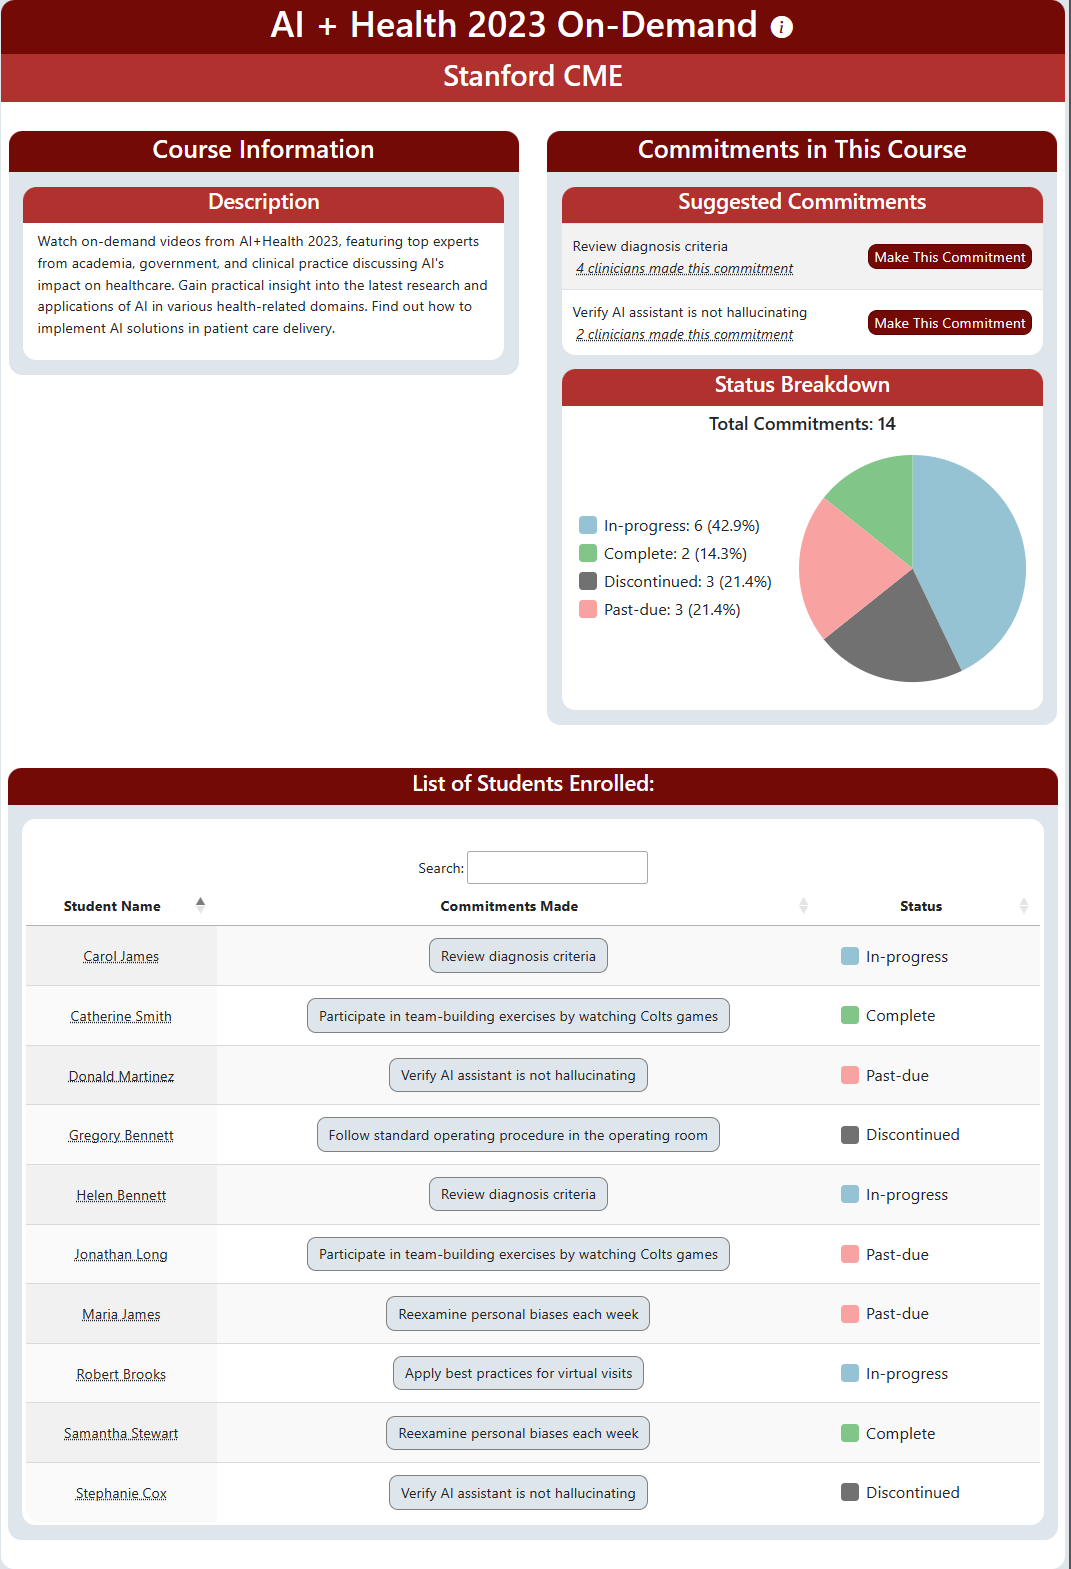 AI + Health 2023 On-Demand i
Stanford CME
Course Information
Description
Watch on-demand videos from AI+Health 2023, featuring top experts
from academia, government, and clinical practice discussing AI's
impact on healthcare. Gain practical insight into the latest research and
applications of AI in various health-related domains. Find out how to
implement AI solutions in patient care delivery.
Commitments in This Course
Suggested Commitments
Review diagnosis criteria
4 clinicians made this commitment
Make This Commitment
Verify AI assistant is not hallucinating
2 clinicians made this commitment
Make This Commitment
Status Breakdown
Total Commitments: 14
In-progress: 6 (42.9%)
Complete: 2 (14.3%)
Discontinued: 3 (21.4%)
Past-due: 3 (21.4%)
List of Students Enrolled:
Search:
Student Name Commitments Made Status
Carol James Review diagnosis criteria In-progress
Catherine Smith Participate in team-building exercises by watching Colts games Complete
Donald Martinez Verify AI assistant is not hallucinating Past-due
Gregory Bennett Follow standard operating procedure in the operating room Discontinued
Helen Bennett Review diagnosis criteria In-progress
Jonathan Long Participate in team-building exercises by watching Colts games Past-due
Maria James Reexamine personal biases each week Past-due
Robert Brooks Apply best practices for virtual visits In-progress
Samantha Stewart Reexamine personal biases each week Complete
Stephanie Cox Verify AI assistant is not hallucinating Discontinued